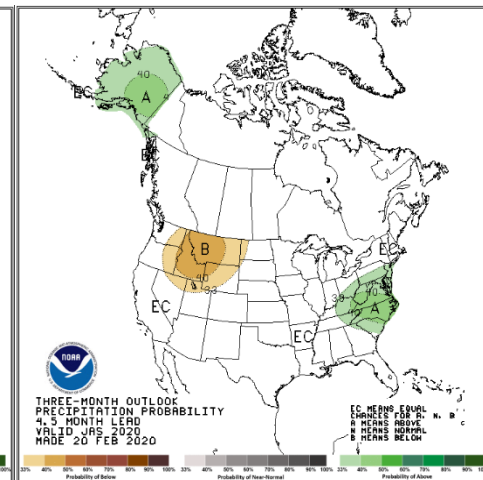 40
EC
A
EC
B
40
33
EC
EC
EC
33
40
A
40
NOAA
THREE-MONTH OUTLOOK
PRECIPITATION PROBABILITY
4.5 MONTH LEAD
VALID JAS 2020
MADE 20 FEB 2020
EC MEANS EQUAL
CHANCES FOR A, N, B
A MEANS ABOVE
N MEANS NORMAL
B MEANS BELOW
100%
33% 40% 50% 60% 70% 80% 90% 100%
Probability of Below
33% 40% 50% 60% 70% 80% 90% 100%
Probability of Near-Normal
33% 40% 50% 60% 70% 80% 90% 100%
Probability of Above